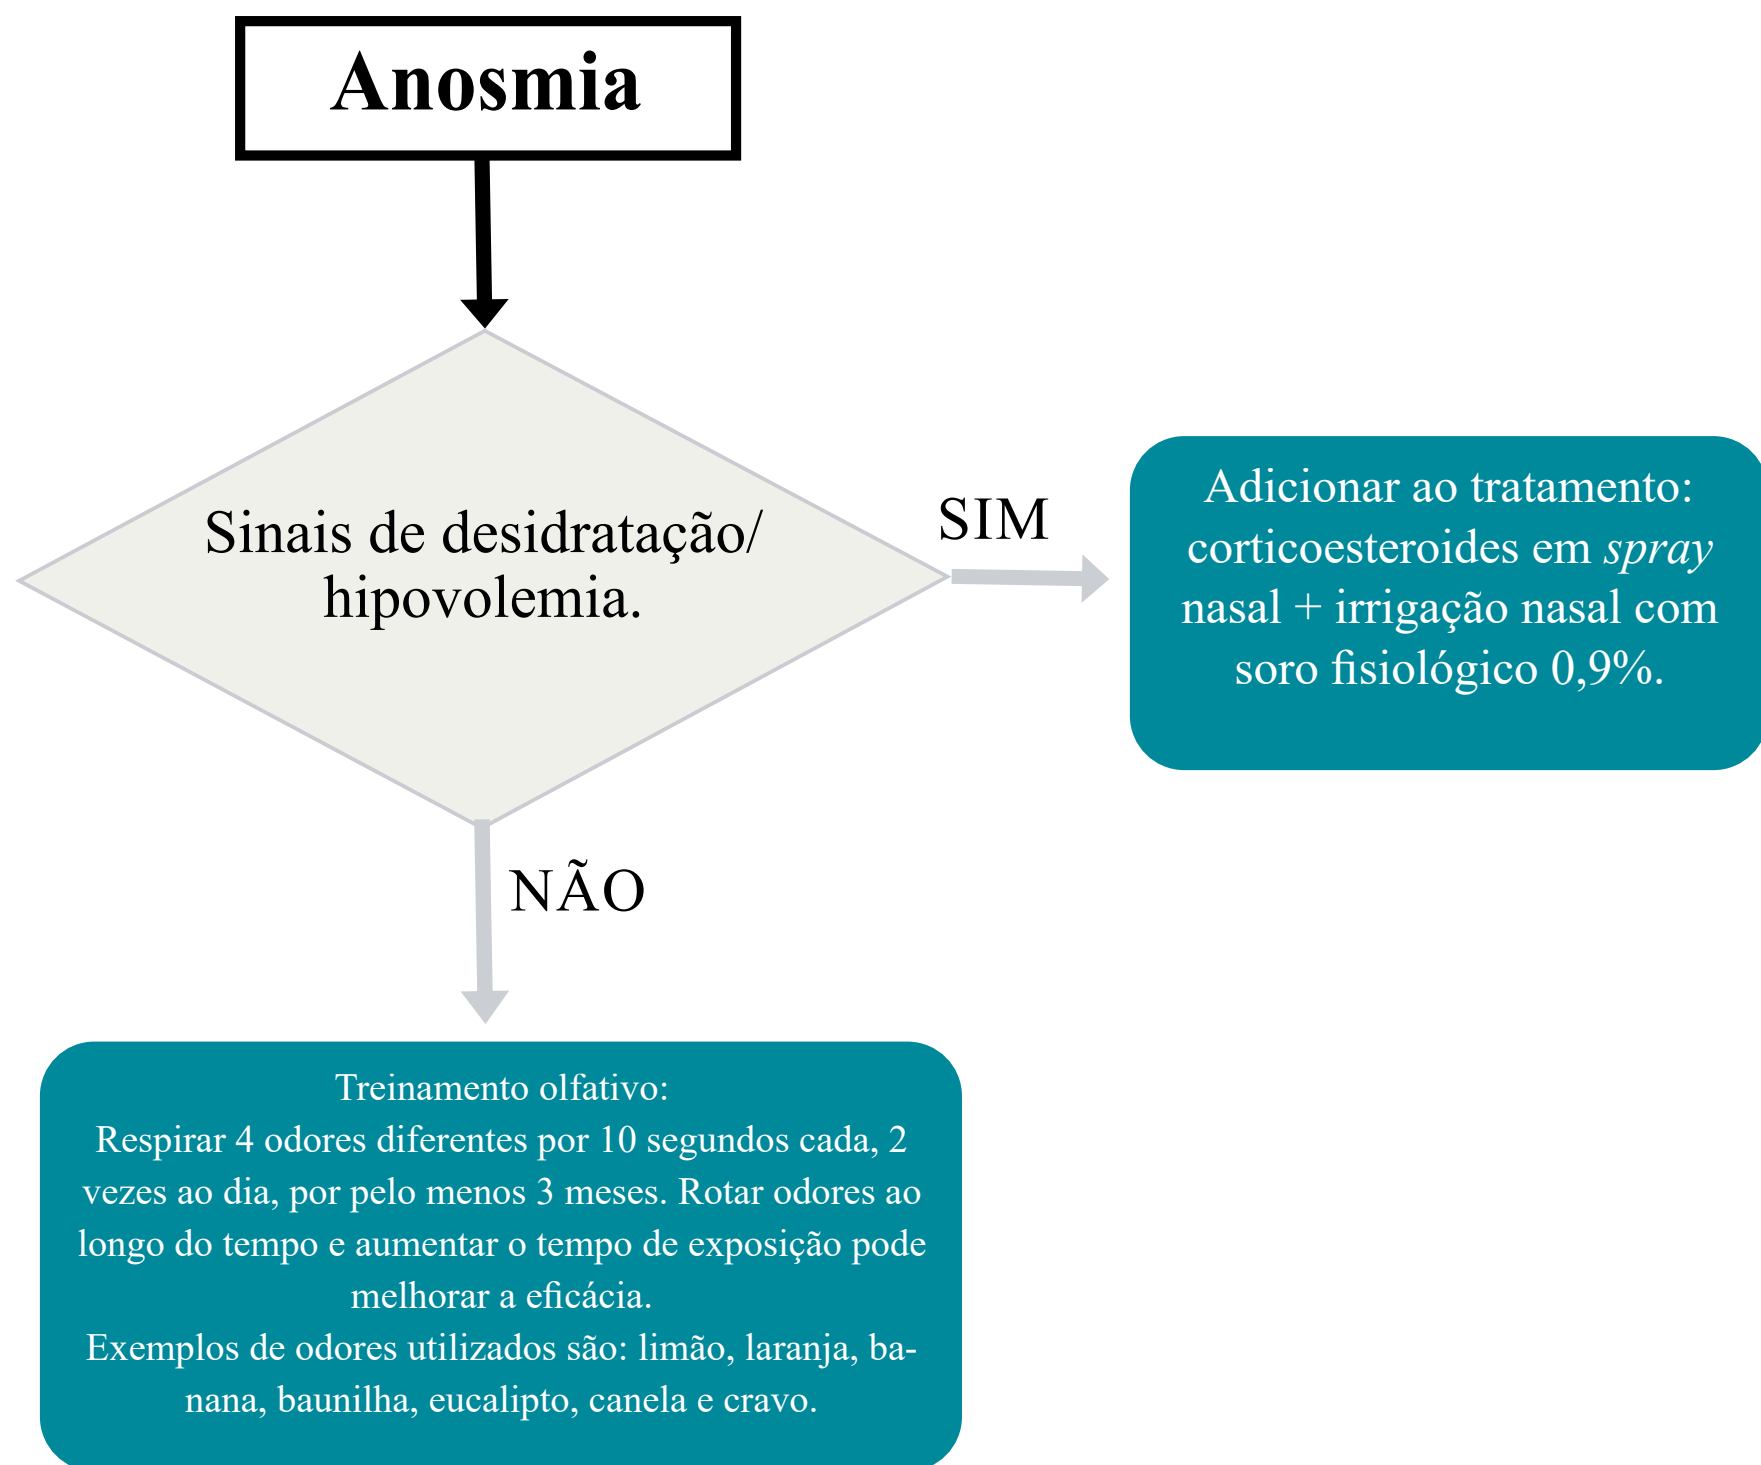 Anosmia
Sinais de desidratação/
hipovolemia.
SIM
Adicionar ao tratamento:
corticoesteroides em spray
nasal + irrigação nasal com
soro fisiológico 0,9%.
NÃO
Treinamento olfativo:
Respirar 4 odores diferentes por 10 segundos cada, 2
vezes ao dia, por pelo menos 3 meses. Rotar odores ao
longo do tempo e aumentar o tempo de exposição pode
melhorar a eficácia.
Exemplos de odores utilizados são: limão, laranja, ba-
nana, baunilha, eucalipto, canela e cravo.